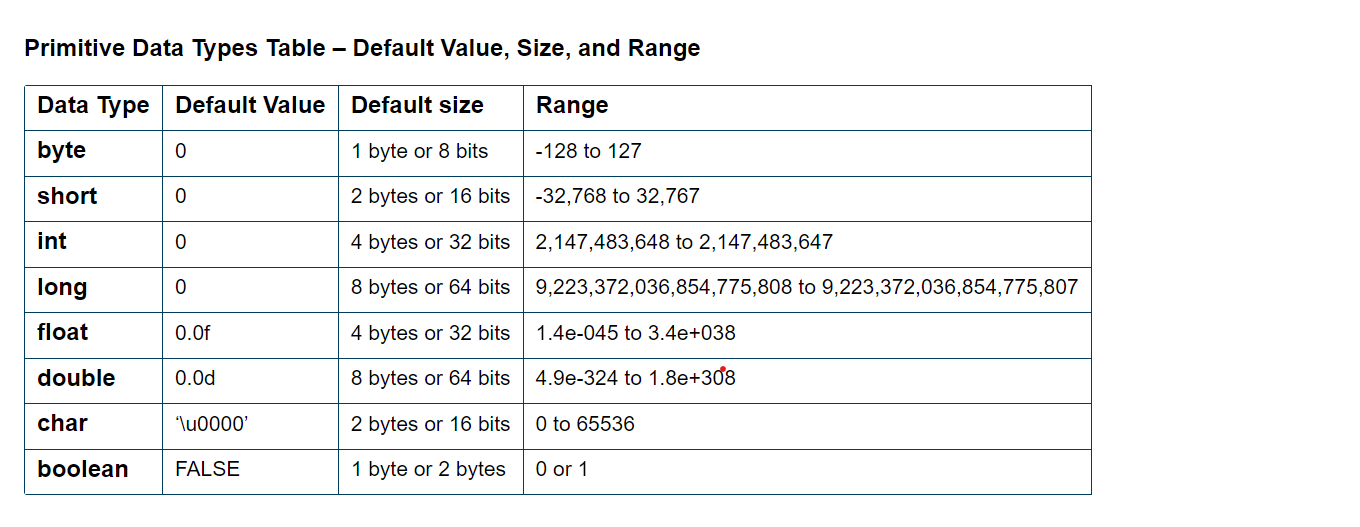 Primitive Data Types Table – Default Value, Size, and Range
Data Type Default Value Default size Range
byte 0 1 byte or 8 bits -128 to 127
short 0 2 bytes or 16 bits -32,768 to 32,767
int 0 4 bytes or 32 bits 2,147,483,648 to 2,147,483,647
long 0 8 bytes or 64 bits 9,223,372,036,854,775,808 to 9,223,372,036,854,775,807
float 0.0f 4 bytes or 32 bits 1.4e-045 to 3.4e+038
double 0.0d 8 bytes or 64 bits 4.9e-324 to 1.8e+308
char ‘\u0000’ 2 bytes or 16 bits 0 to 65536
boolean FALSE 1 byte or 2 bytes 0 or 1